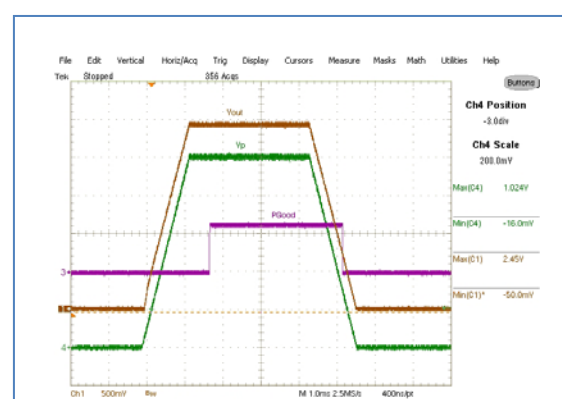 File Edit Vertical Horiz/Acq Trig Display Cursors Measure Masks Math Utilities Help
Tek Stopped 356 Acqs
Buttons
Vout
Ch4 Position
-3.0div
Vp
Ch4 Scale
200.0mV
Max(C4) 1.024V
PGood
Min(C4) -16.0mV
Max(C1) 2.45V
3
Min(C1)* -50.0mV
4
Ch1 500mV M 1.0ms 2.5MS/s 400ns/pt